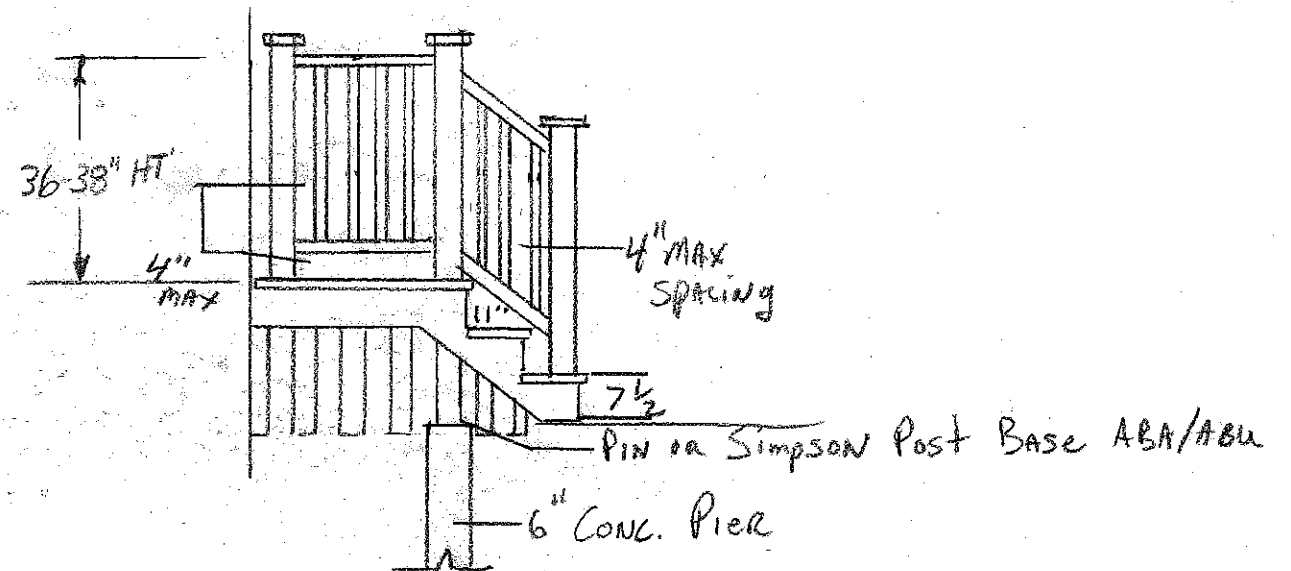 36-38" HT'
4"
MAX
4" MAX
SPACING
11"
7 1/2
PIN OR SIMPSON POST BASE ABA/ABU
6" CONC. PIER